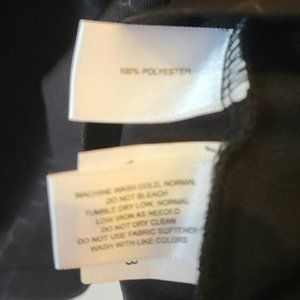 100% POLYESTER
MACHINE WASH COLD, NORMAL
DO NOT BLEACH
TUMBLE DRY LOW, NORMAL
LOW IRON AS NEEDED
DO NOT DRY CLEAN
DO NOT USE FABRIC SOFTENER
WASH WITH LIKE COLORS